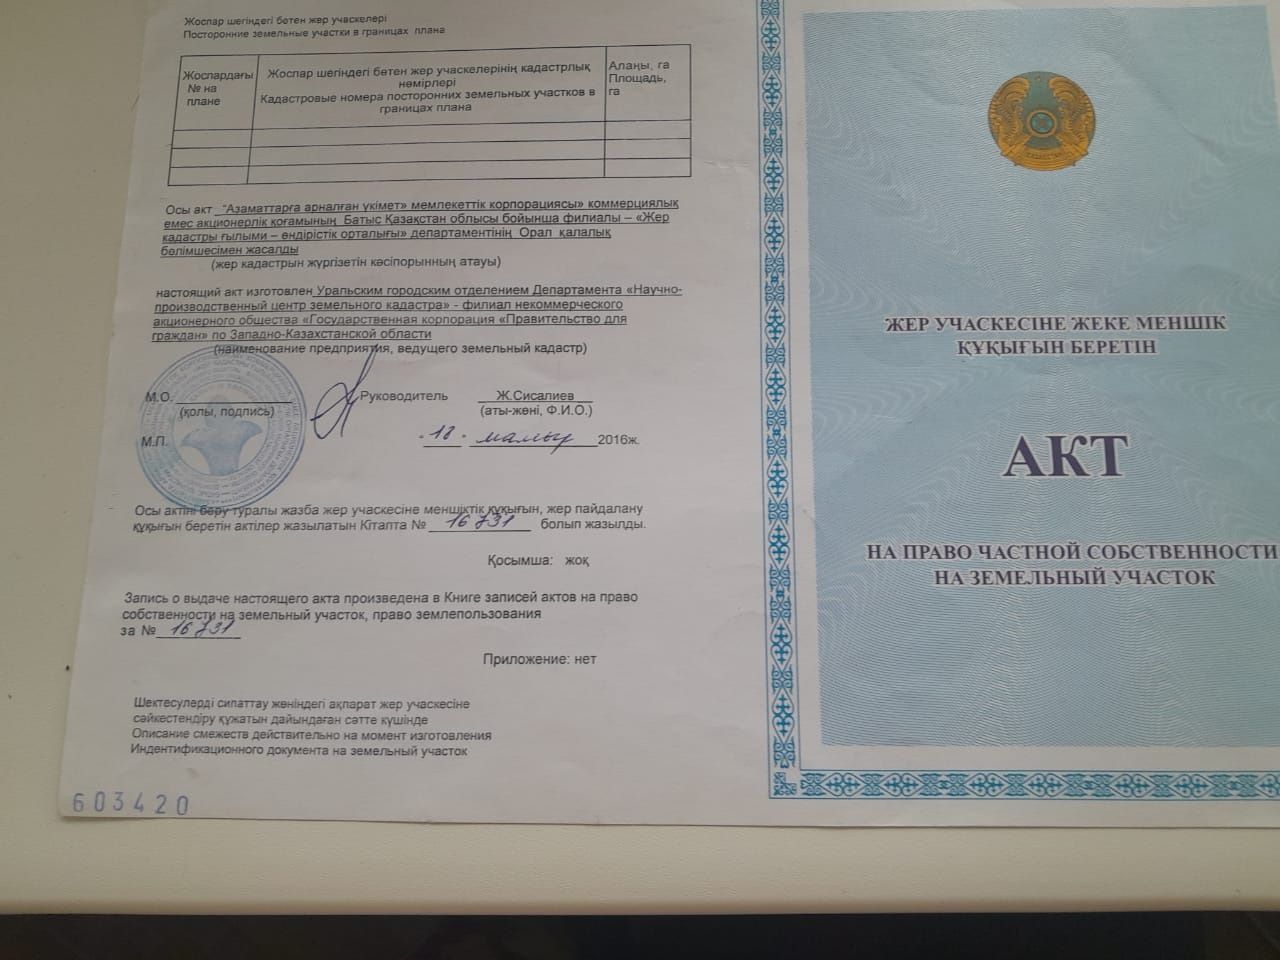 Жоспар шегіндегі бөтен жер учаскелері
Посторонние земельные участки в границах плана
Жоспардағы
№ на
плане
Жоспар шегіндегі бөтен жер учаскелерінің кадастрлық
нөмірлері
Кадастровые номера посторонних земельных участков в
границах плана
Алаңы, га
Площадь,
га
Осы акт "Азаматтарға арналған үкімет» мемлекеттік корпорациясы» коммерциялық
емес акционерлік қоғамының Батыс Қазақстан облысы бойынша филиалы – «Жер
кадастры ғылыми – өндірістік орталығы» департаментінің Орал қалалық
бөлімшесімен жасалды
(жер кадастрын жүргізетін кәсіпорынның атауы)
настоящий акт изготовлен Уральским городским отделением Департамента «Научно-
производственный центр земельного кадастра» - филиал некоммерческого
акционерного общества «Государственная корпорация «Правительство для
граждан» по Западно-Казахстанской области
(наименование предприятия, ведущего земельный кадастр)
М.О. Руководитель Ж.Сисалиев
(қолы, подпись) (аты-жөні, Ф.И.О.)
М.П. 18 мамыр 2016ж.
Осы актіні беру туралы жазба жер учаскесіне меншіктік құқығын, жер пайдалану
құқығын беретін актілер жазылатын Кітапта № 16731 болып жазылды.
Қосымша: жоқ
Запись о выдаче настоящего акта произведена в Книге записей актов на право
собственности на земельный участок, право землепользования
за № 16731
Приложение: нет
Шектесулерді сипаттау жөніндегі ақпарат жер учаскесіне
сәйкестендіру құжатын дайындаған сәтте күшінде
Описание смежеств действительно на момент изготовления
Индентификационного документа на земельный участок
603420
ЖЕР УЧАСКЕСІНЕ ЖЕКЕ МЕНШІК
ҚҰҚЫҒЫН БЕРЕТІН
АКТ
НА ПРАВО ЧАСТНОЙ СОБСТВЕННОСТИ
НА ЗЕМЕЛЬНЫЙ УЧАСТОК